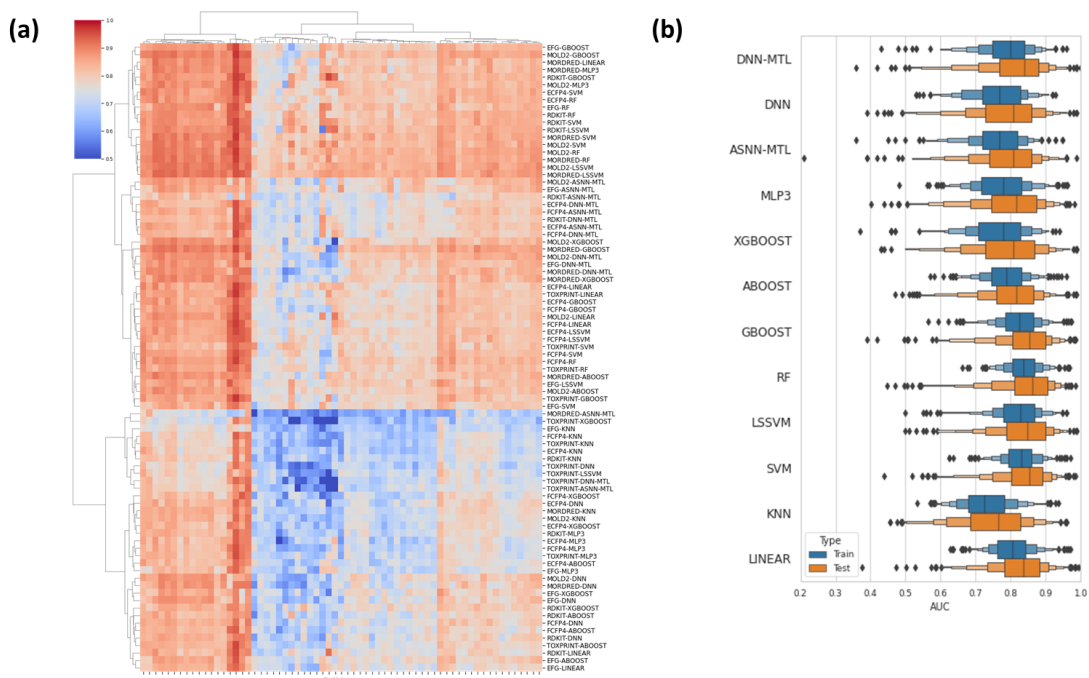 (a)
1.0
0.9
0.8
0.7
0.6
0.5
EFG-GBOOST
MOLD2-GBOOST
MORDRED-LINEAR
MORDRED-MLP3
RDKIT-GBOOST
MOLD2-MLP3
ECFP4-SVM
ECFP4-RF
EFG-RF
RDKIT-RF
RDKIT-SVM
RDKIT-LSSVM
MORDRED-SVM
MOLD2-SVM
MOLD2-RF
MORDRED-RF
MOLD2-LSSVM
MORDRED-LSSVM
MOLD2-ASNN-MTL
EFG-ASNN-MTL
RDKIT-ASNN-MTL
ECFP4-DNN-MTL
FCFP4-ASNN-MTL
RDKIT-DNN-MTL
ECFP4-ASNN-MTL
FCFP4-DNN-MTL
MOLD2-XGBOOST
MORDRED-GBOOST
MOLD2-DNN-MTL
EFG-DNN-MTL
MORDRED-DNN-MTL
MORDRED-XGBOOST
ECFP4-LINEAR
TOXPRINT-LINEAR
ECFP4-GBOOST
FCFP4-GBOOST
MOLD2-LINEAR
FCFP4-LINEAR
ECFP4-LSSVM
FCFP4-LSSVM
TOXPRINT-SVM
FCFP4-SVM
FCFP4-RF
TOXPRINT-RF
MORDRED-ABOOST
EFG-LSSVM
MOLD2-ABOOST
TOXPRINT-GBOOST
EFG-SVM
MORDRED-ASNN-MTL
TOXPRINT-XGBOOST
EFG-KNN
FCFP4-KNN
TOXPRINT-KNN
ECFP4-KNN
RDKIT-KNN
TOXPRINT-DNN
TOXPRINT-LSSVM
TOXPRINT-DNN-MTL
TOXPRINT-ASNN-MTL
FCFP4-XGBOOST
ECFP4-DNN
MORDRED-KNN
MOLD2-KNN
ECFP4-XGBOOST
RDKIT-MLP3
ECFP4-MLP3
FCFP4-MLP3
TOXPRINT-MLP3
ECFP4-ABOOST
EFG-MLP3
MOLD2-DNN
MORDRED-DNN
EFG-XGBOOST
EFG-DNN
RDKIT-XGBOOST
RDKIT-ABOOST
FCFP4-DNN
FCFP4-ABOOST
RDKIT-DNN
TOXPRINT-ABOOST
RDKIT-LINEAR
EFG-ABOOST
EFG-LINEAR
(b)
DNN-MTL
DNN
ASNN-MTL
MLP3
XGBOOST
ABOOST
GBOOST
RF
LSSVM
SVM
KNN
LINEAR
Type
Train
Test
0.2 0.3 0.4 0.5 0.6 0.7 0.8 0.9 1.0
AUC